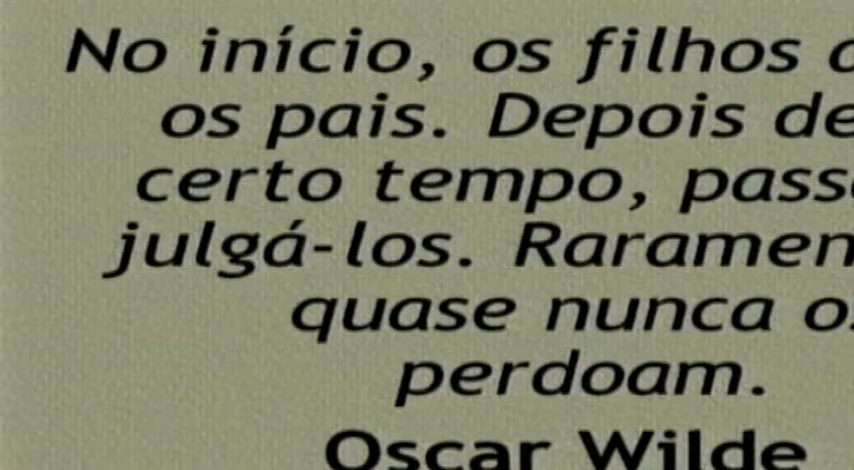 No início, os filhos
os pais. Depois de
certo tempo,
julgá-los.
quase nunca
perdoam.
Oscar Wilde